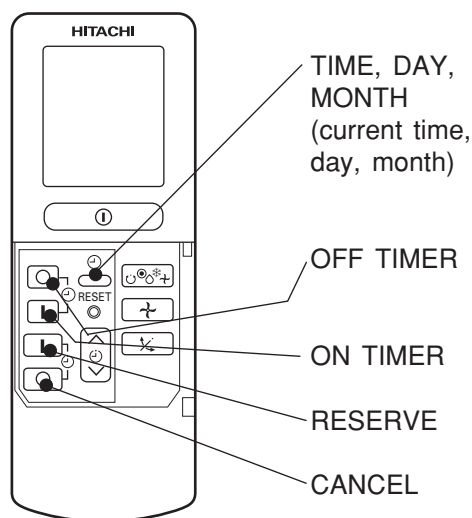 HITACHI
TIME, DAY,
MONTH
(current time,
day, month)
RESET
OFF TIMER
ON TIMER
RESERVE
CANCEL